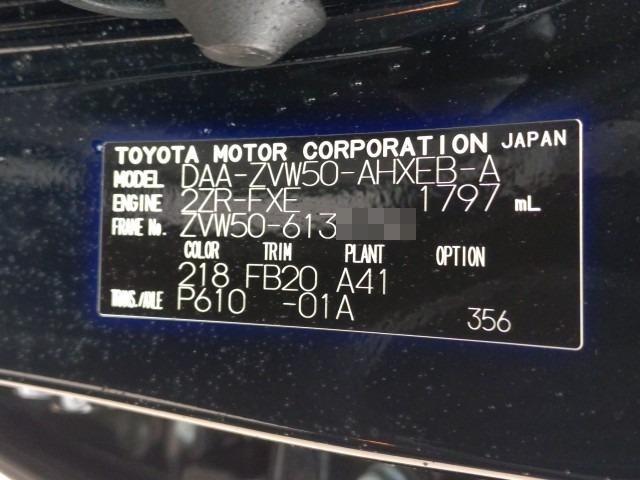 TOYOTA MOTOR CORPORATION JAPAN
MODEL DAA-ZVW50-AHXEB-A
ENGINE 2ZR-FXE 1797 mL
FRAME No. ZVW50-613
COLOR TRIM PLANT OPTION
218 FB20 A41
TRANS./AXLE P610 -01A
356